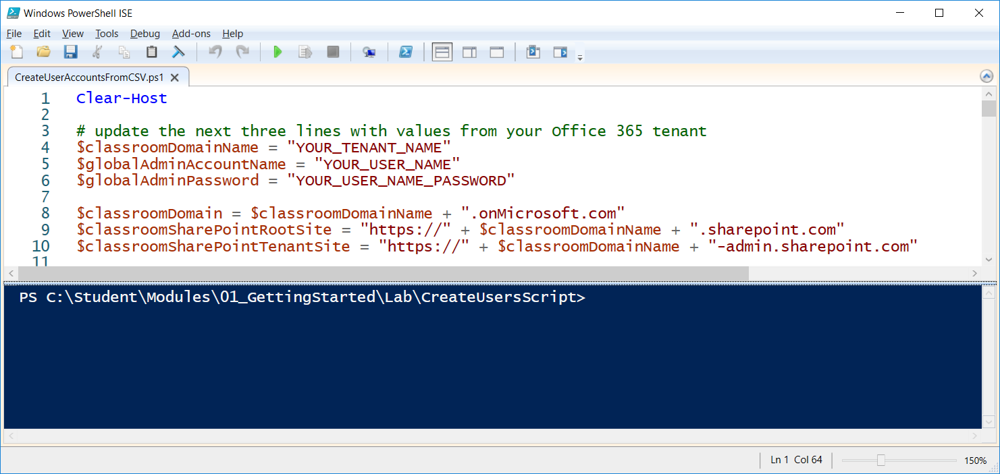 Windows PowerShell ISE
File Edit View Tools Debug Add-ons Help
CreateUserAccountsFromCSV.ps1
1 Clear-Host
2
3 # update the next three lines with values from your Office 365 tenant
4 $classroomDomainName = "YOUR_TENANT_NAME"
5 $globalAdminAccountName = "YOUR_USER_NAME"
6 $globalAdminPassword = "YOUR_USER_NAME_PASSWORD"
7
8 $classroomDomain = $classroomDomainName + ".onMicrosoft.com"
9 $classroomSharePointRootSite = "https://" + $classroomDomainName + ".sharepoint.com"
10 $classroomSharePointTenantSite = "https://" + $classroomDomainName + "-admin.sharepoint.com"
11
PS C:\Student\Modules\01_GettingStarted\Lab\CreateUsersScript>
Ln 1 Col 64 150%